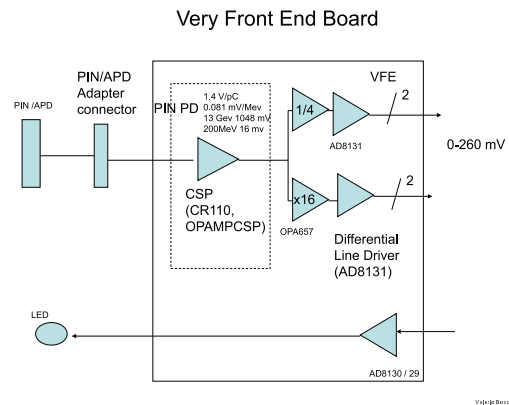 Very Front End Board
PIN /APD
PIN/APD
Adapter
connector
PIN PD
1,4 V/pC
0.081 mV/Mev
13 Gev 1048 mV
200MeV 16 mv
CSP
(CR110,
OPAMPCSP)
1/4
AD8131
VFE
2
0-260 mV
x16
OPA657
2
Differential
Line Driver
(AD8131)
LED
AD8130 / 29